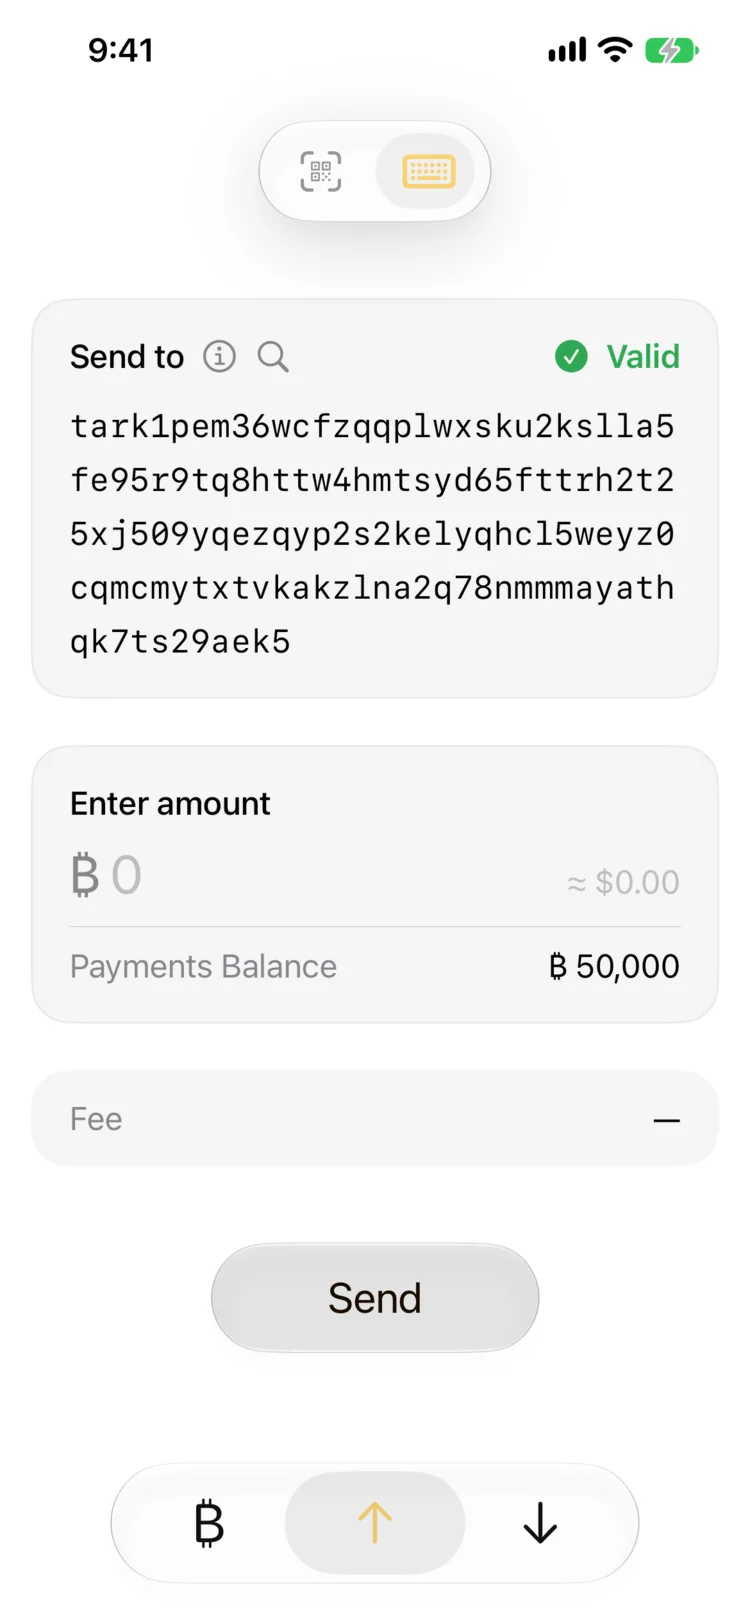 9:41
Send to
Valid
tark1pem36wcfzqqplwxsku2kslla5
fe95r9tq8httw4hmtsyd65fttrh2t2
5xj509yqezqyp2s2kelyqhcl5weyz0
cqmcmytxtvkakzlna2q78nmmmayath
qk7ts29aek5
Enter amount
₿ 0
≈ $0.00
Payments Balance
₿ 50,000
Fee
—
Send
₿